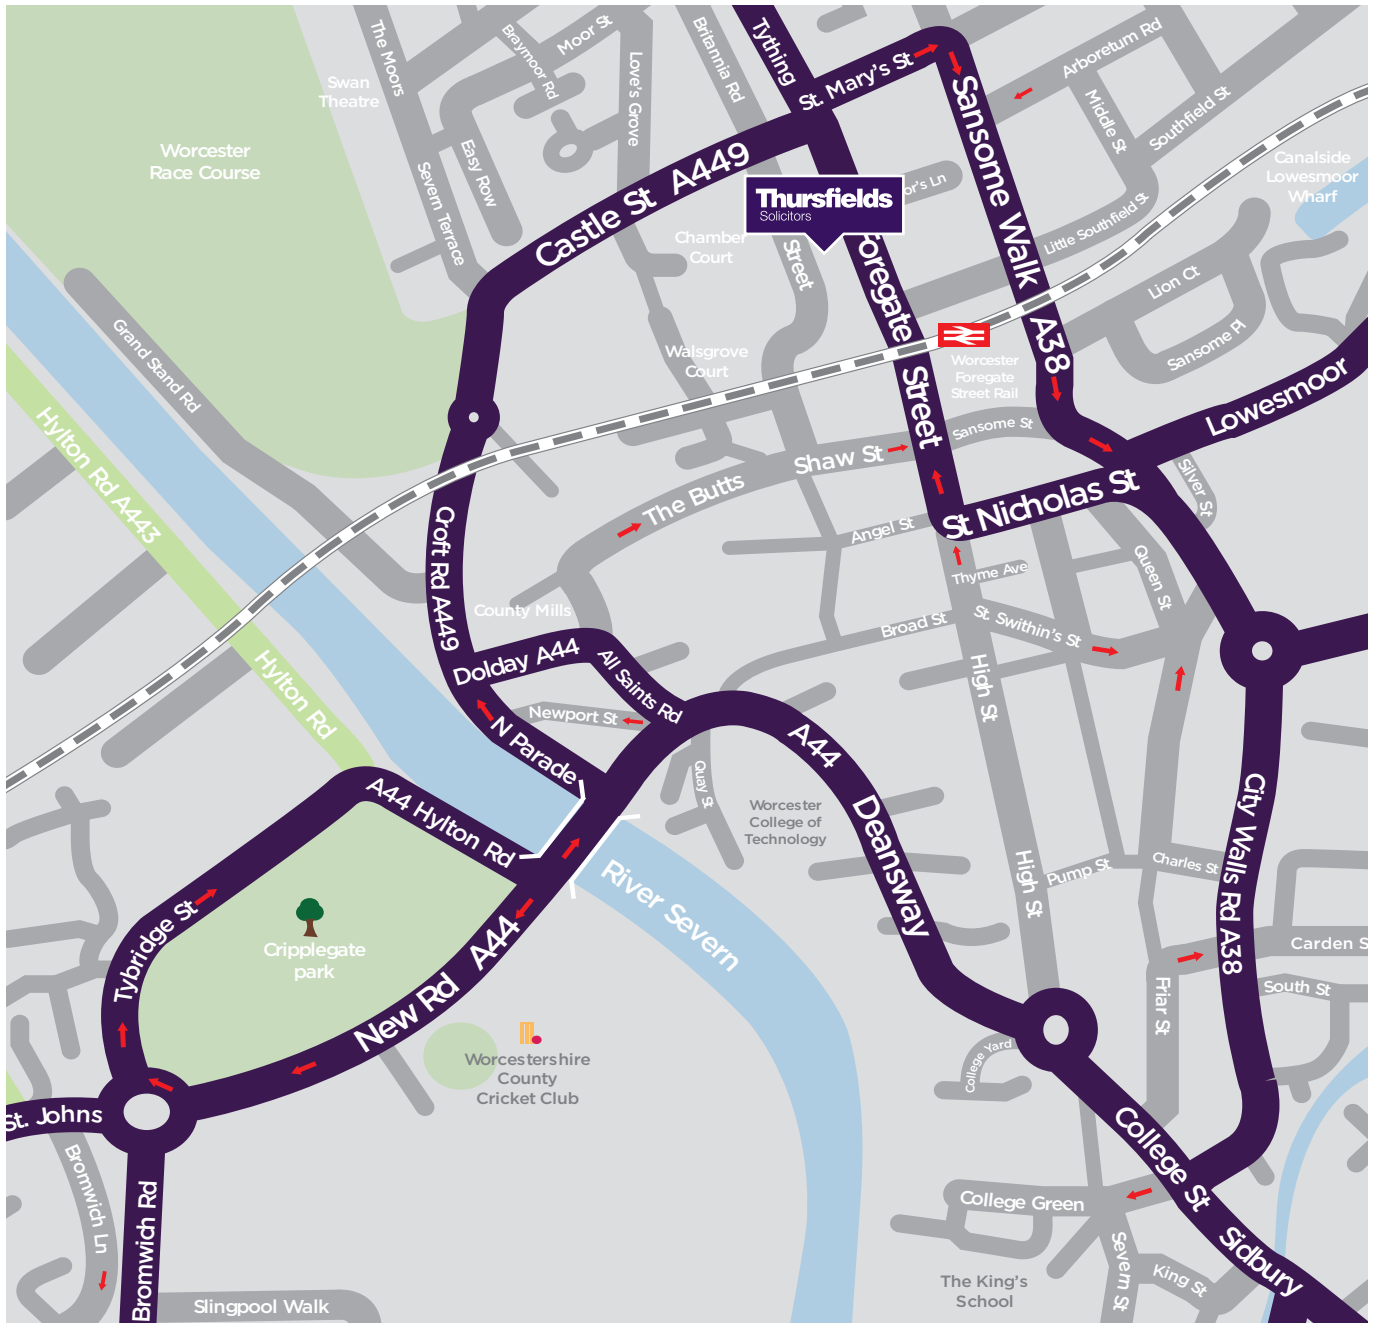 Tything
St. Mary's St
The Moors
Braymoor Rd
Moor St
Love's Grove
Britannia Rd
Arboretum Rd
Middle St
Southfield St
Swan
Theatre
Worcester
Race Course
Easy Row
Severn Terrace
Castle St A449
Thursfields
Solicitors
or's Ln
Sansome Walk
A38
Little Southfield St
Canalside
Lowesmoor
Wharf
Chamber
Court
Street
Foregate
Street
Lion Ct
Sansome Pl
Grand Stand Rd
Walsgrove
Court
Worcester
Foregate
Street Rail
Lowesmoor
Hylton Rd A443
Sansome St
Shaw St
The Butts
Silver St
St Nicholas St
Angel St
Croft Rd A449
Thyme Ave
Queen St
County Mills
Broad St
St. Swithin's St
Hylton Rd
Dolday A44
All Saints Rd
High St
Newport St
N Parade
A44
Deansway
Quay St
Worcester
College of
Technology
City Walls Rd A38
A44 Hylton Rd
River Severn
High St
Pump St
Charles St
Tybridge St
Cripplegate
park
New Rd A44
Carden S
South St
Friar St
College Yard
Worcestershire
County
Cricket Club
St. Johns
Bromwich Ln
Bromwich Rd
College St
College Green
Severn St
King St
Sidbury
The King's
School
Slingpool Walk